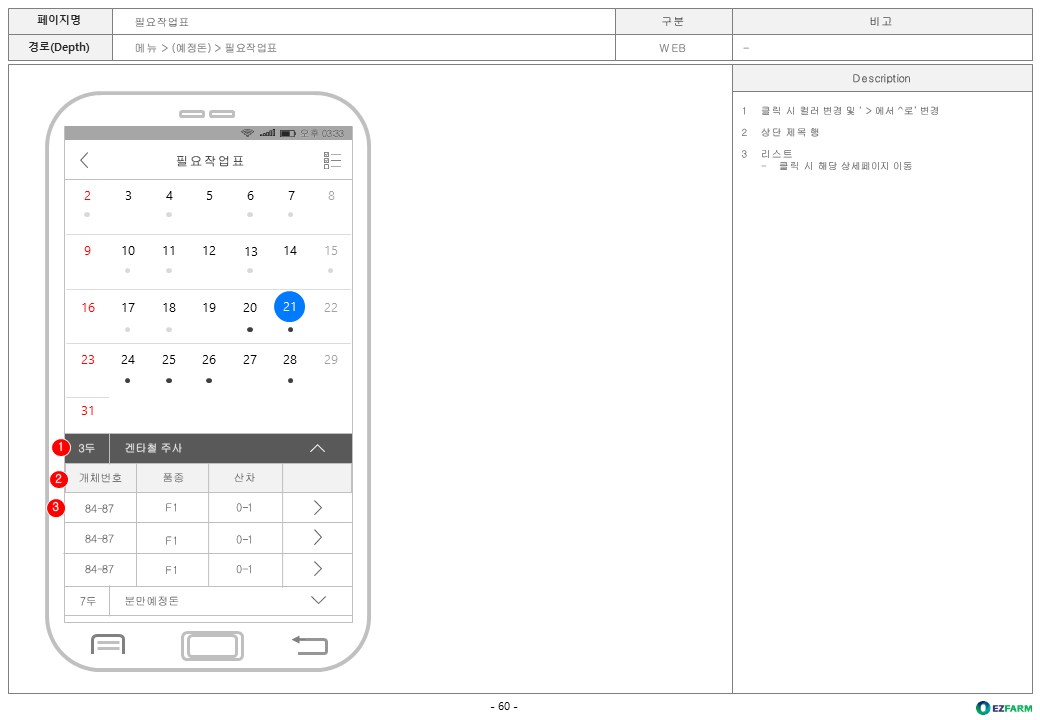 페이지명 필요작업표 구분 비고
경로(Depth) 메뉴 > (예정돈) > 필요작업표 WEB -
Description
1 클릭 시 컬러 변경 및 ' > 에서 ^로' 변경
2 상단 제목 행
3 리스트
- 클릭 시 해당 상세페이지 이동
오후 03:33
필요작업표
2 3 4 5 6 7 8
9 10 11 12 13 14 15
16 17 18 19 20 21 22
23 24 25 26 27 28 29
31
1 3두 겐타철 주사
2 개체번호 품종 산차
3 84-87 F1 0-1
84-87 F1 0-1
84-87 F1 0-1
7두 분만예정돈
- 60 -
EZFARM